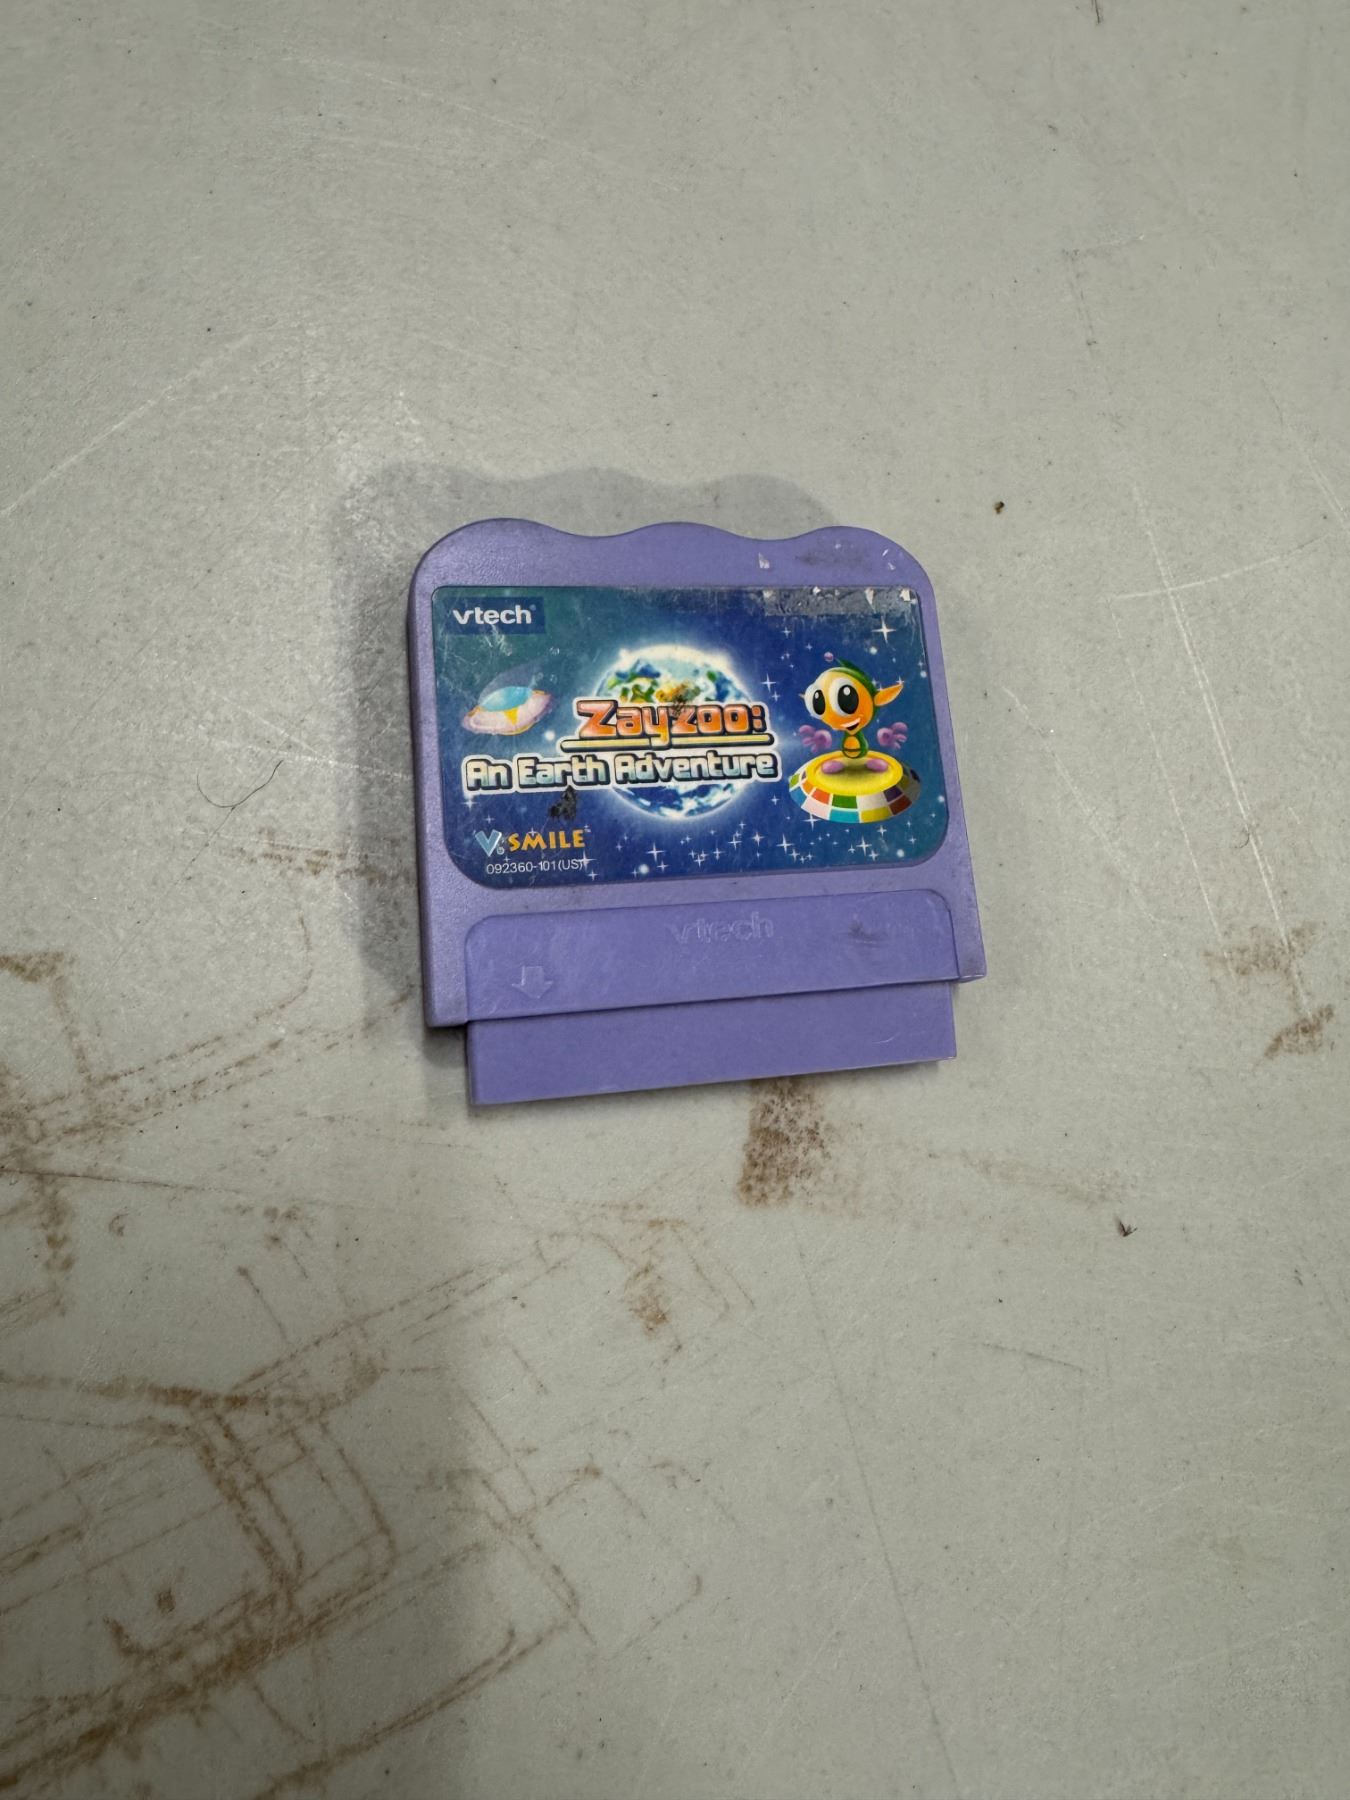 vtech
Zayzoo:
An Earth Adventure
V.SMILE
092360-101(US)
vtech